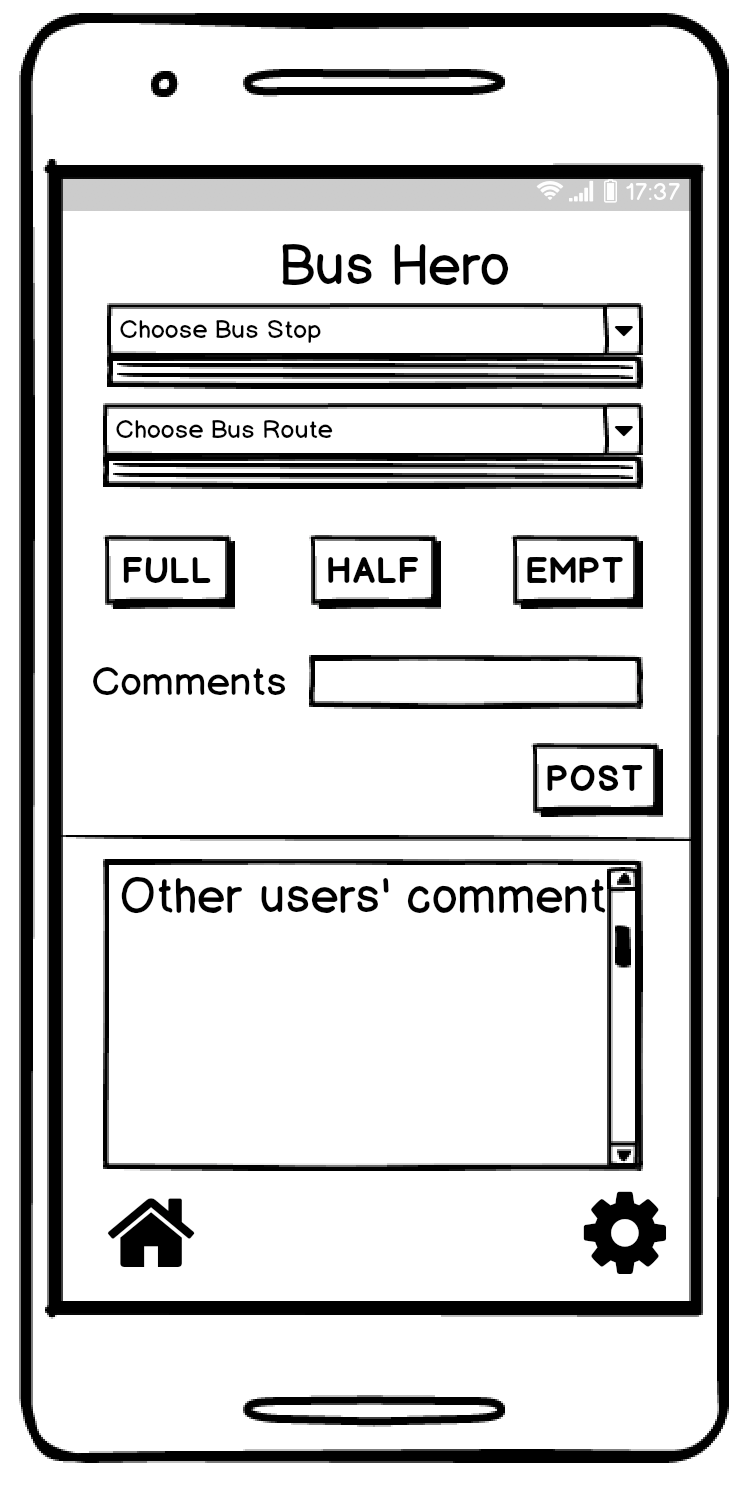 17:37
Bus Hero
Choose Bus Stop
Choose Bus Route
FULL HALF EMPT
Comments
POST
Other users' comment